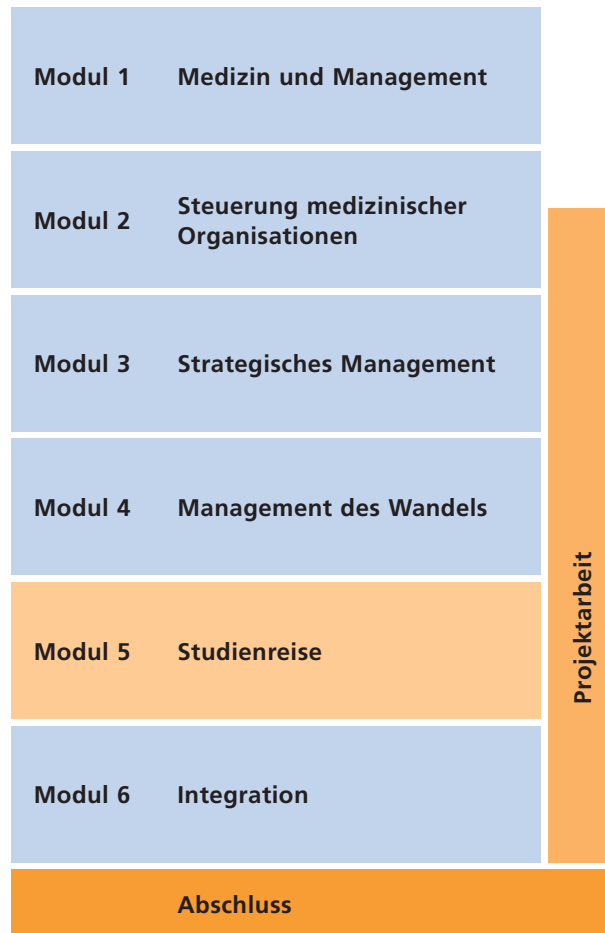 Modul 1 Medizin und Management
Modul 2 Steuerung medizinischer
Organisationen
Modul 3 Strategisches Management
Modul 4 Management des Wandels
Modul 5 Studienreise
Modul 6 Integration
Projektarbeit
Abschluss